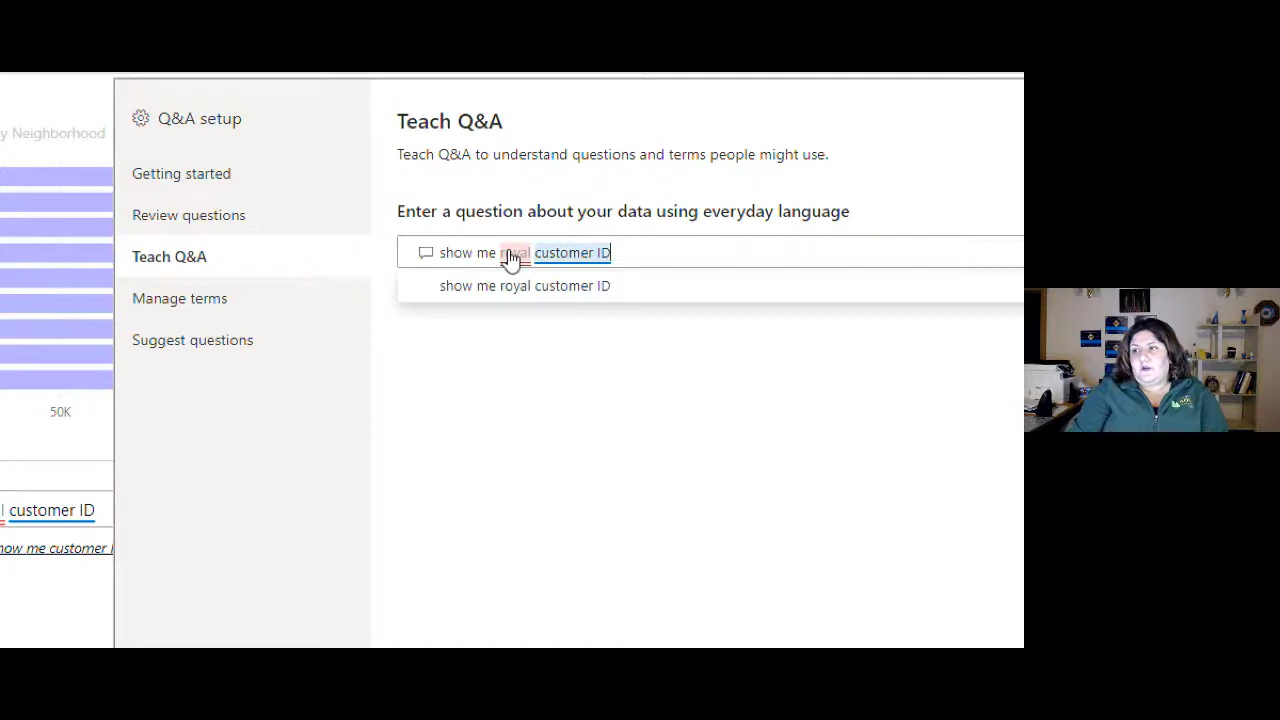 Q&A setup
Getting started
Review questions
Teach Q&A
Manage terms
Suggest questions
Teach Q&A
Teach Q&A to understand questions and terms people might use.
Enter a question about your data using everyday language
show me royal customer ID
show me royal customer ID
y Neighborhood
50K
l customer ID
how me customer I